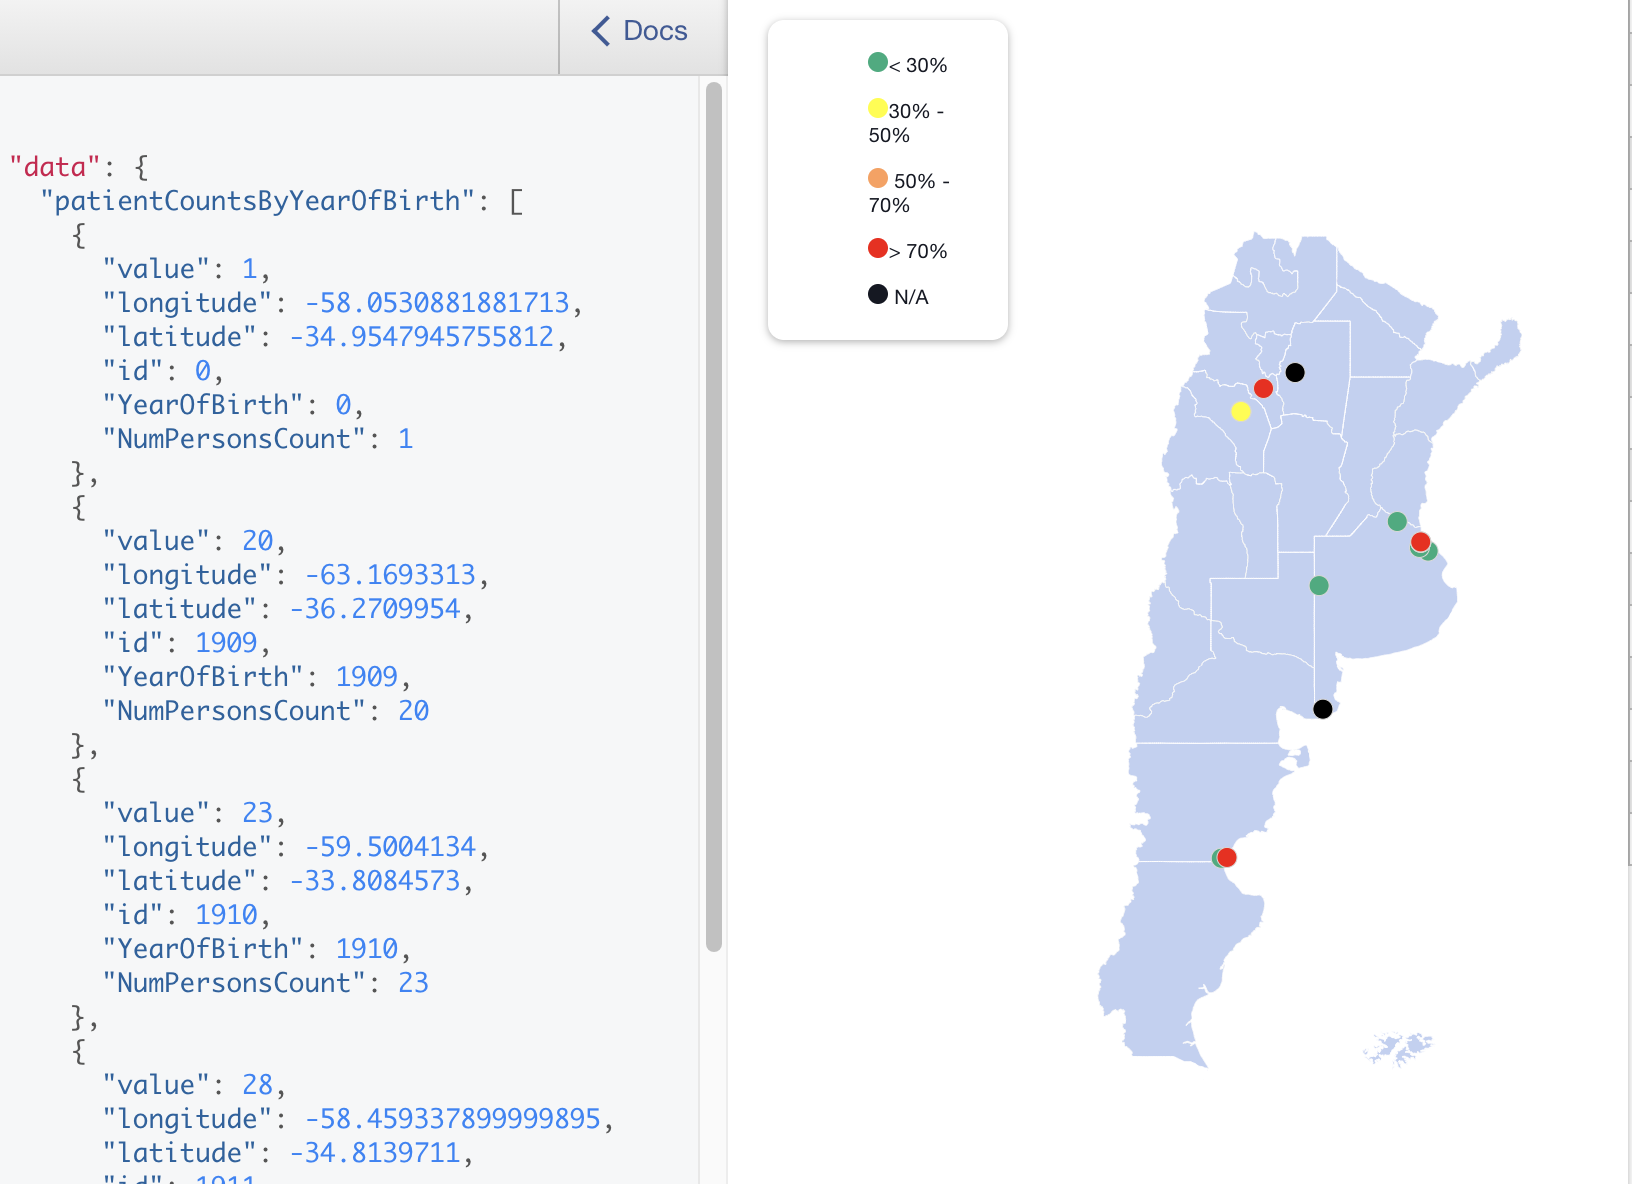 Docs
"data": {
"patientCountsByYearOfBirth": [
{
"value": 1,
"longitude": -58.0530881881713,
"latitude": -34.9547945755812,
"id": 0,
"YearOfBirth": 0,
"NumPersonsCount": 1
},
{
"value": 20,
"longitude": -63.1693313,
"latitude": -36.2709954,
"id": 1909,
"YearOfBirth": 1909,
"NumPersonsCount": 20
},
{
"value": 23,
"longitude": -59.5004134,
"latitude": -33.8084573,
"id": 1910,
"YearOfBirth": 1910,
"NumPersonsCount": 23
},
{
"value": 28,
"longitude": -58.459337899999895,
"latitude": -34.8139711,
"id": 1911,
< 30%
30% -
50%
50% -
70%
> 70%
N/A